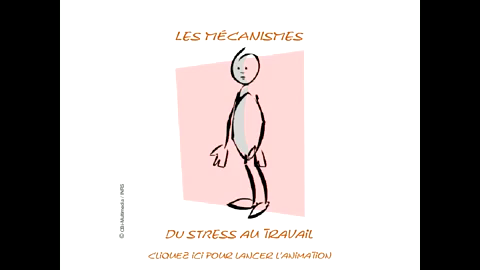 LES MÉCANISMES
DU STRESS AU TRAVAIL
CLIQUEZ ICI POUR LANCER L'ANIMATION